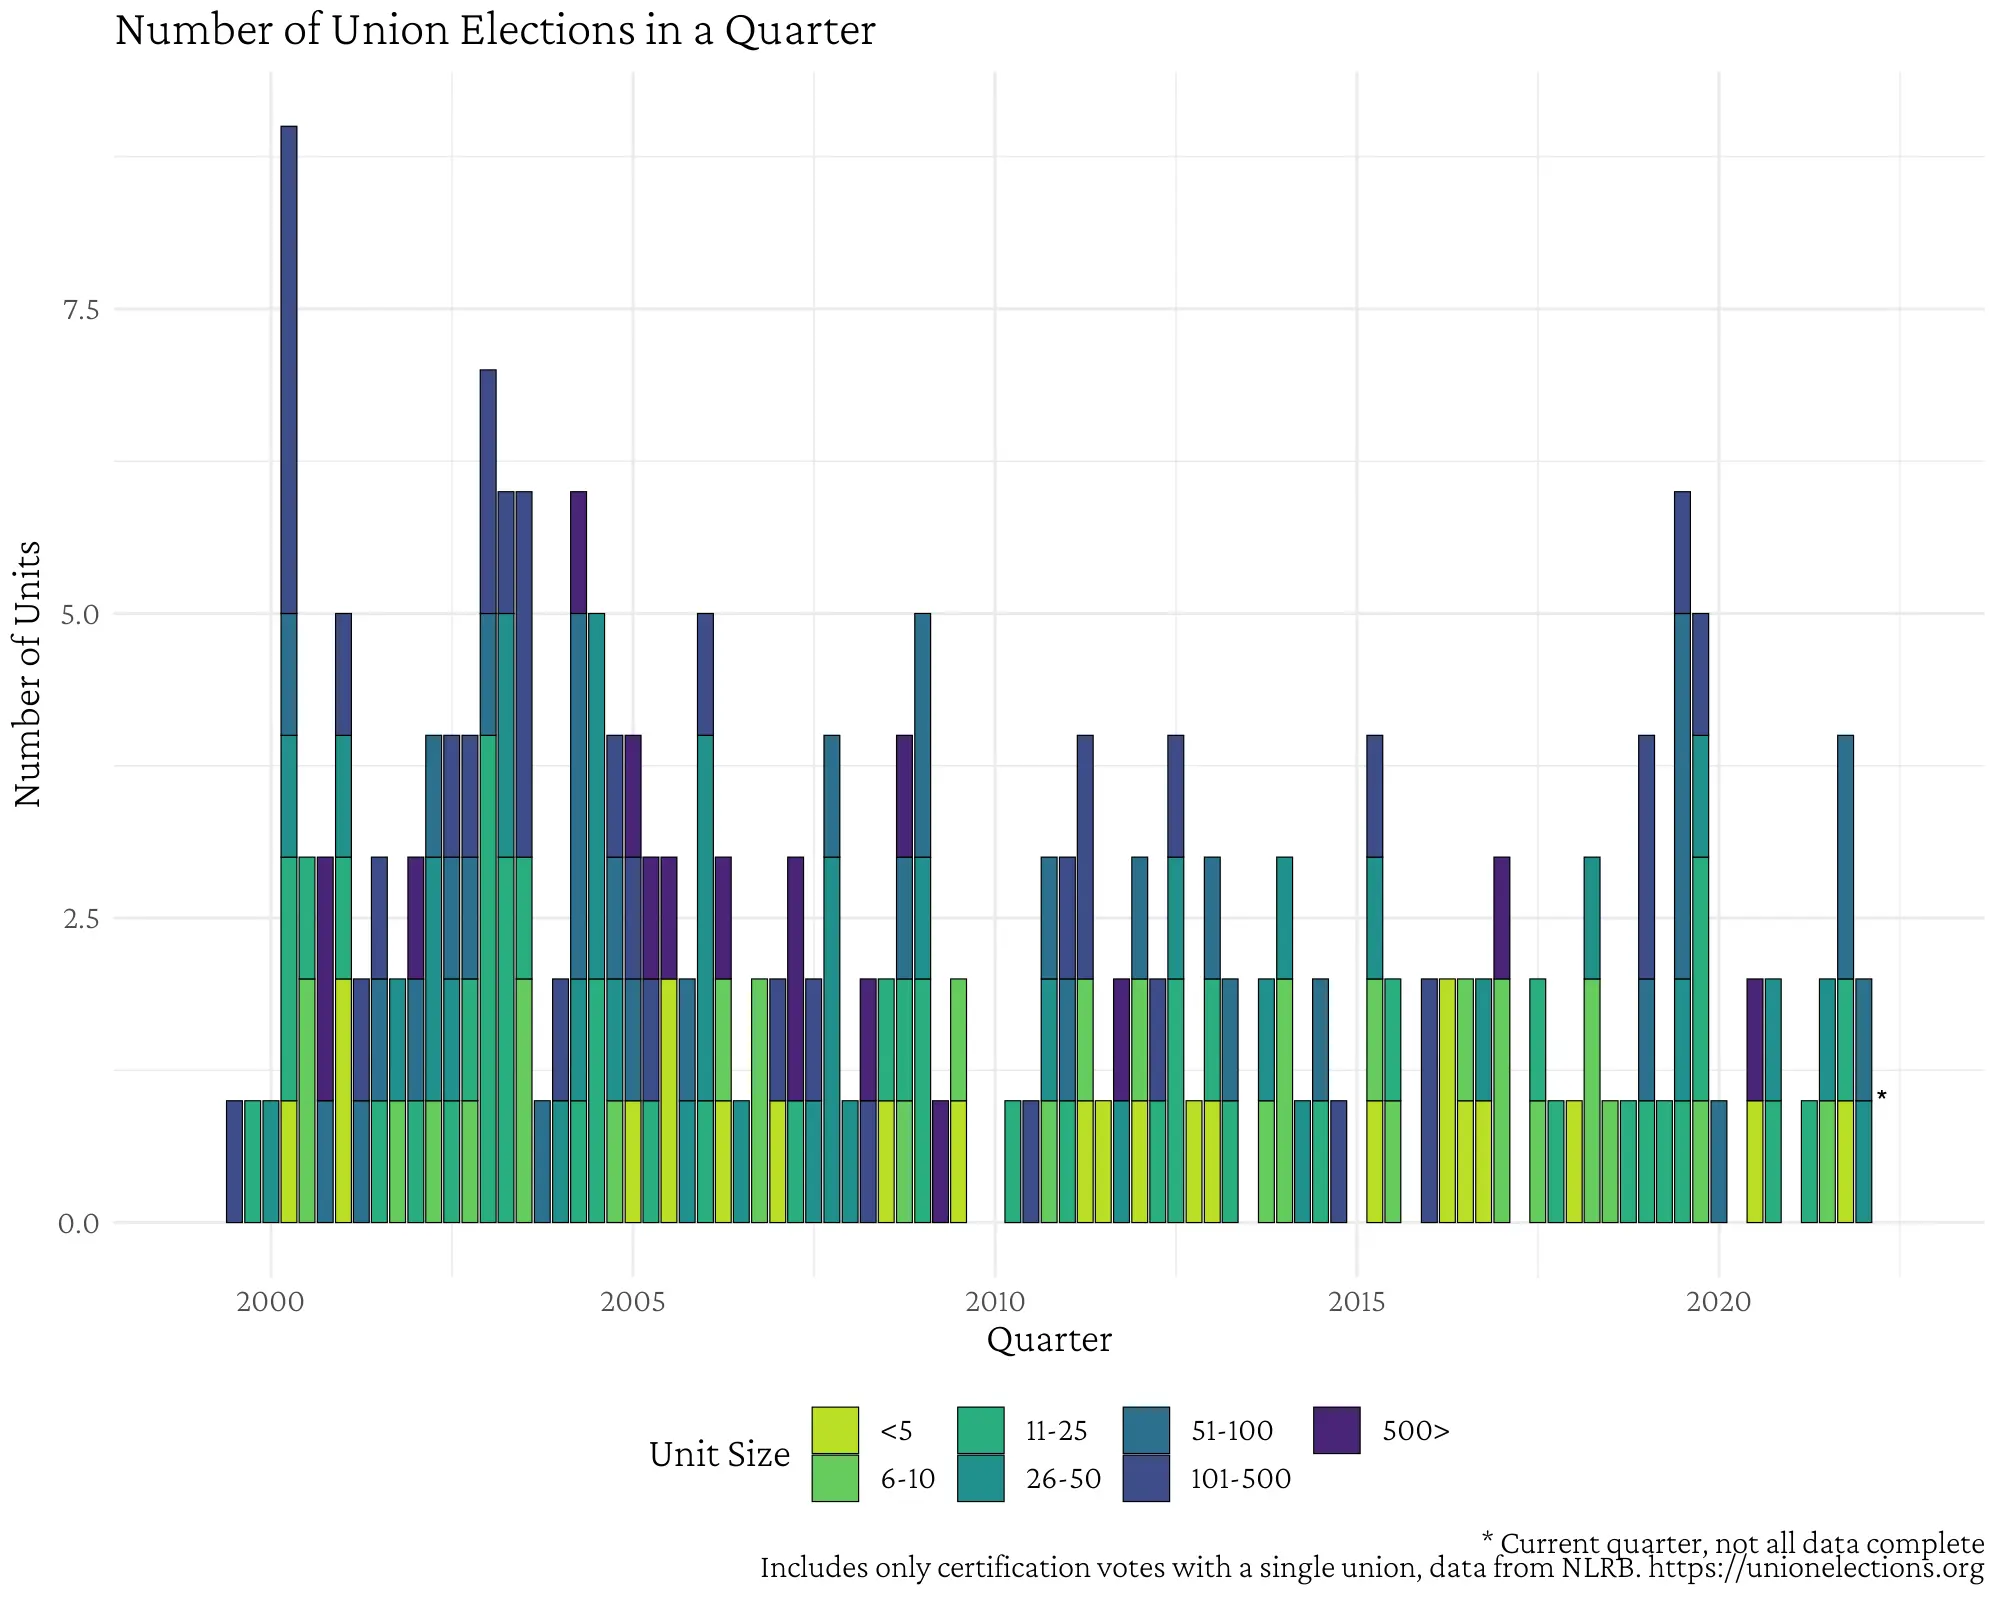 Number of Union Elections in a Quarter
Number of Units
7.5
5.0
2.5
0.0
*
2000 2005 2010 2015 2020
Quarter
Unit Size
<5 11-25 51-100 500>
6-10 26-50 101-500
* Current quarter, not all data complete
Includes only certification votes with a single union, data from NLRB. https://unionelections.org